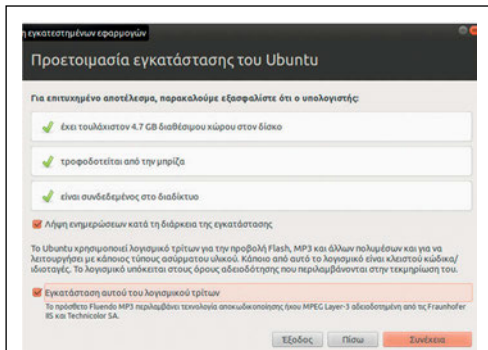 η εγκατεστημένων εφαρμογών
Προετοιμασία εγκατάστασης του Ubuntu
Για επιτυχημένο αποτέλεσμα, παρακαλούμε εξασφαλίστε ότι ο υπολογιστής:
έχει τουλάχιστον 4.7 GB διαθέσιμου χώρου στον δίσκο
τροφοδοτείται από την μπρίζα
είναι συνδεδεμένος στο διαδίκτυο
Λήψη ενημερώσεων κατά τη διάρκεια της εγκατάστασης
Το Ubuntu χρησιμοποιεί λογισμικό τρίτων για την προβολή Flash, MP3 και άλλων πολυμέσων και για να
λειτουργήσει με κάποιος τύπους ασύρματου υλικού. Κάποιο από αυτό το λογισμικό είναι κλειστού κώδικα/
ιδιοταγές. Το λογισμικό υπόκειται στους όρους αδειοδότησης που περιλαμβάνονται στην τεκμηρίωση του.
Εγκατάσταση αυτού του λογισμικού τρίτων
Το πρόσθετο Fluendo MP3 περιλαμβάνει τεχνολογία αποκωδικοποίησης ήχου MPEG Layer-3 αδειοδοτημένη από τις Fraunhofer
IIS και Technicolor SA.
Έξοδος Πίσω Συνέχεια